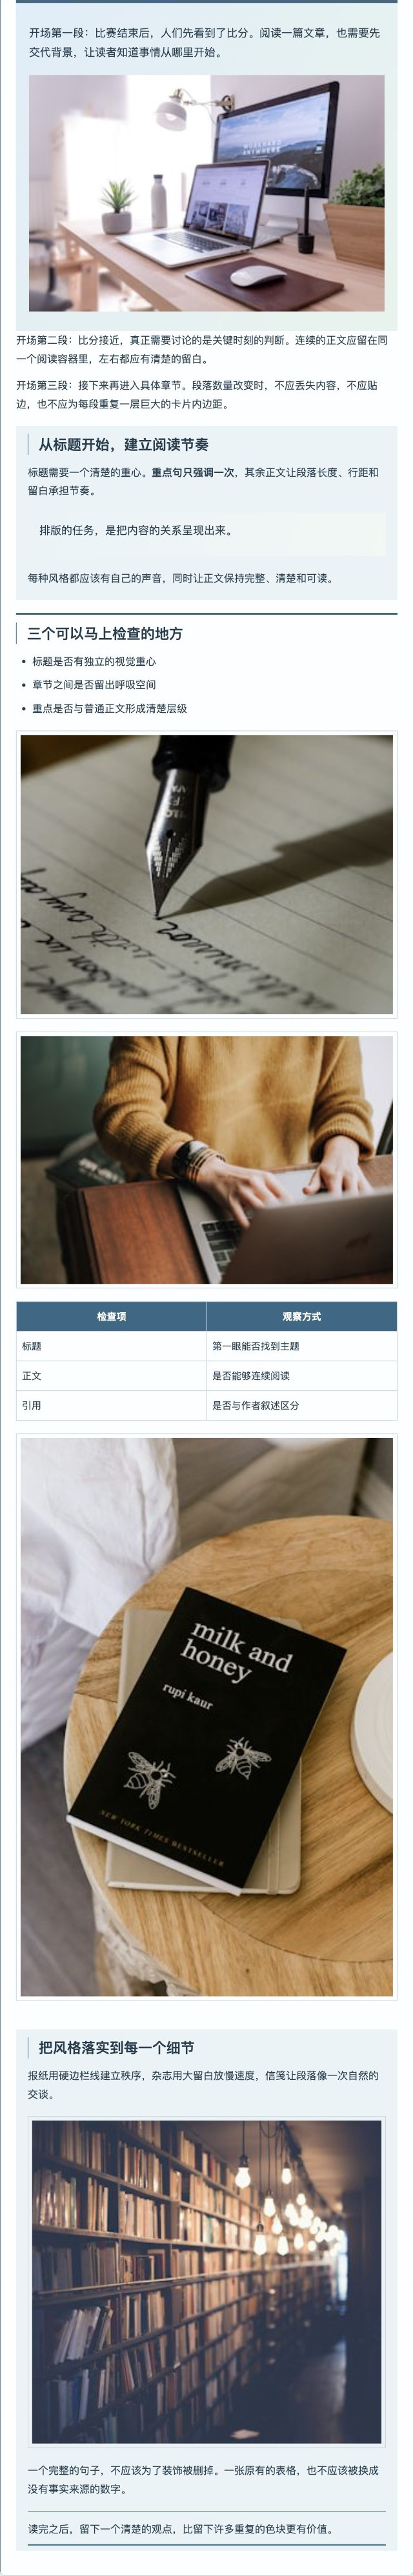 开场第一段：比赛结束后，人们先看到了比分。阅读一篇文章，也需要先
交代背景，让读者知道事情从哪里开始。
开场第二段：比分接近，真正需要讨论的是关键时刻的判断。连续的正文应留在同
一个阅读容器里，左右都应有清楚的留白。
开场第三段：接下来再进入具体章节。段落数量改变时，不应丢失内容，不应贴
边，也不应为每段重复一层巨大的卡片内边距。
从标题开始，建立阅读节奏
标题需要一个清楚的重心。重点句只强调一次，其余正文让段落长度、行距和
留白承担节奏。
排版的任务，是把内容的关系呈现出来。
每种风格都应该有自己的声音，同时让正文保持完整、清楚和可读。
三个可以马上检查的地方
• 标题是否有独立的视觉重心
• 章节之间是否留出呼吸空间
• 重点是否与普通正文形成清楚层级
检查项 观察方式
标题 第一眼能否找到主题
正文 是否能够连续阅读
引用 是否与作者叙述区分
milk and
honey
rupi kaur
NEW YORK TIMES BESTSELLER
把风格落实到每一个细节
报纸用硬边栏线建立秩序，杂志用大留白放慢速度，信笺让段落像一次自然的
交谈。
一个完整的句子，不应该为了装饰被删掉。一张原有的表格，也不应该被换成
没有事实来源的数字。
读完之后，留下一个清楚的观点，比留下许多重复的色块更有价值。